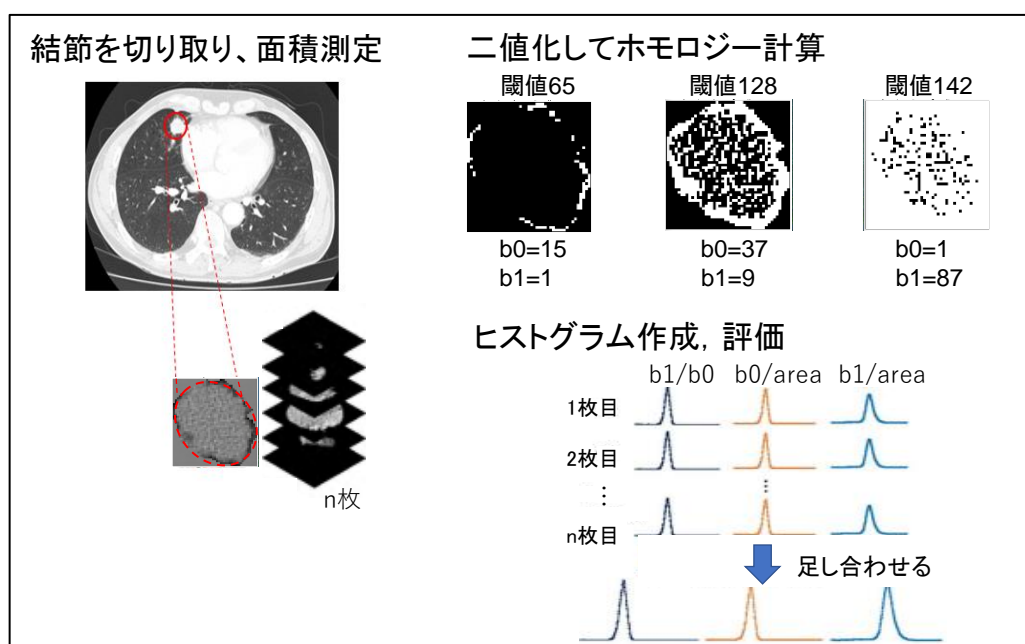 結節を切り取り、面積測定
n枚
二値化してホモロジー計算
閾値65
閾値128
閾値142
b0=15
b1=1
b0=37
b1=9
b0=1
b1=87
ヒストグラム作成, 評価
b1/b0 b0/area b1/area
1枚目
2枚目
⋮
⋮
n枚目
足し合わせる